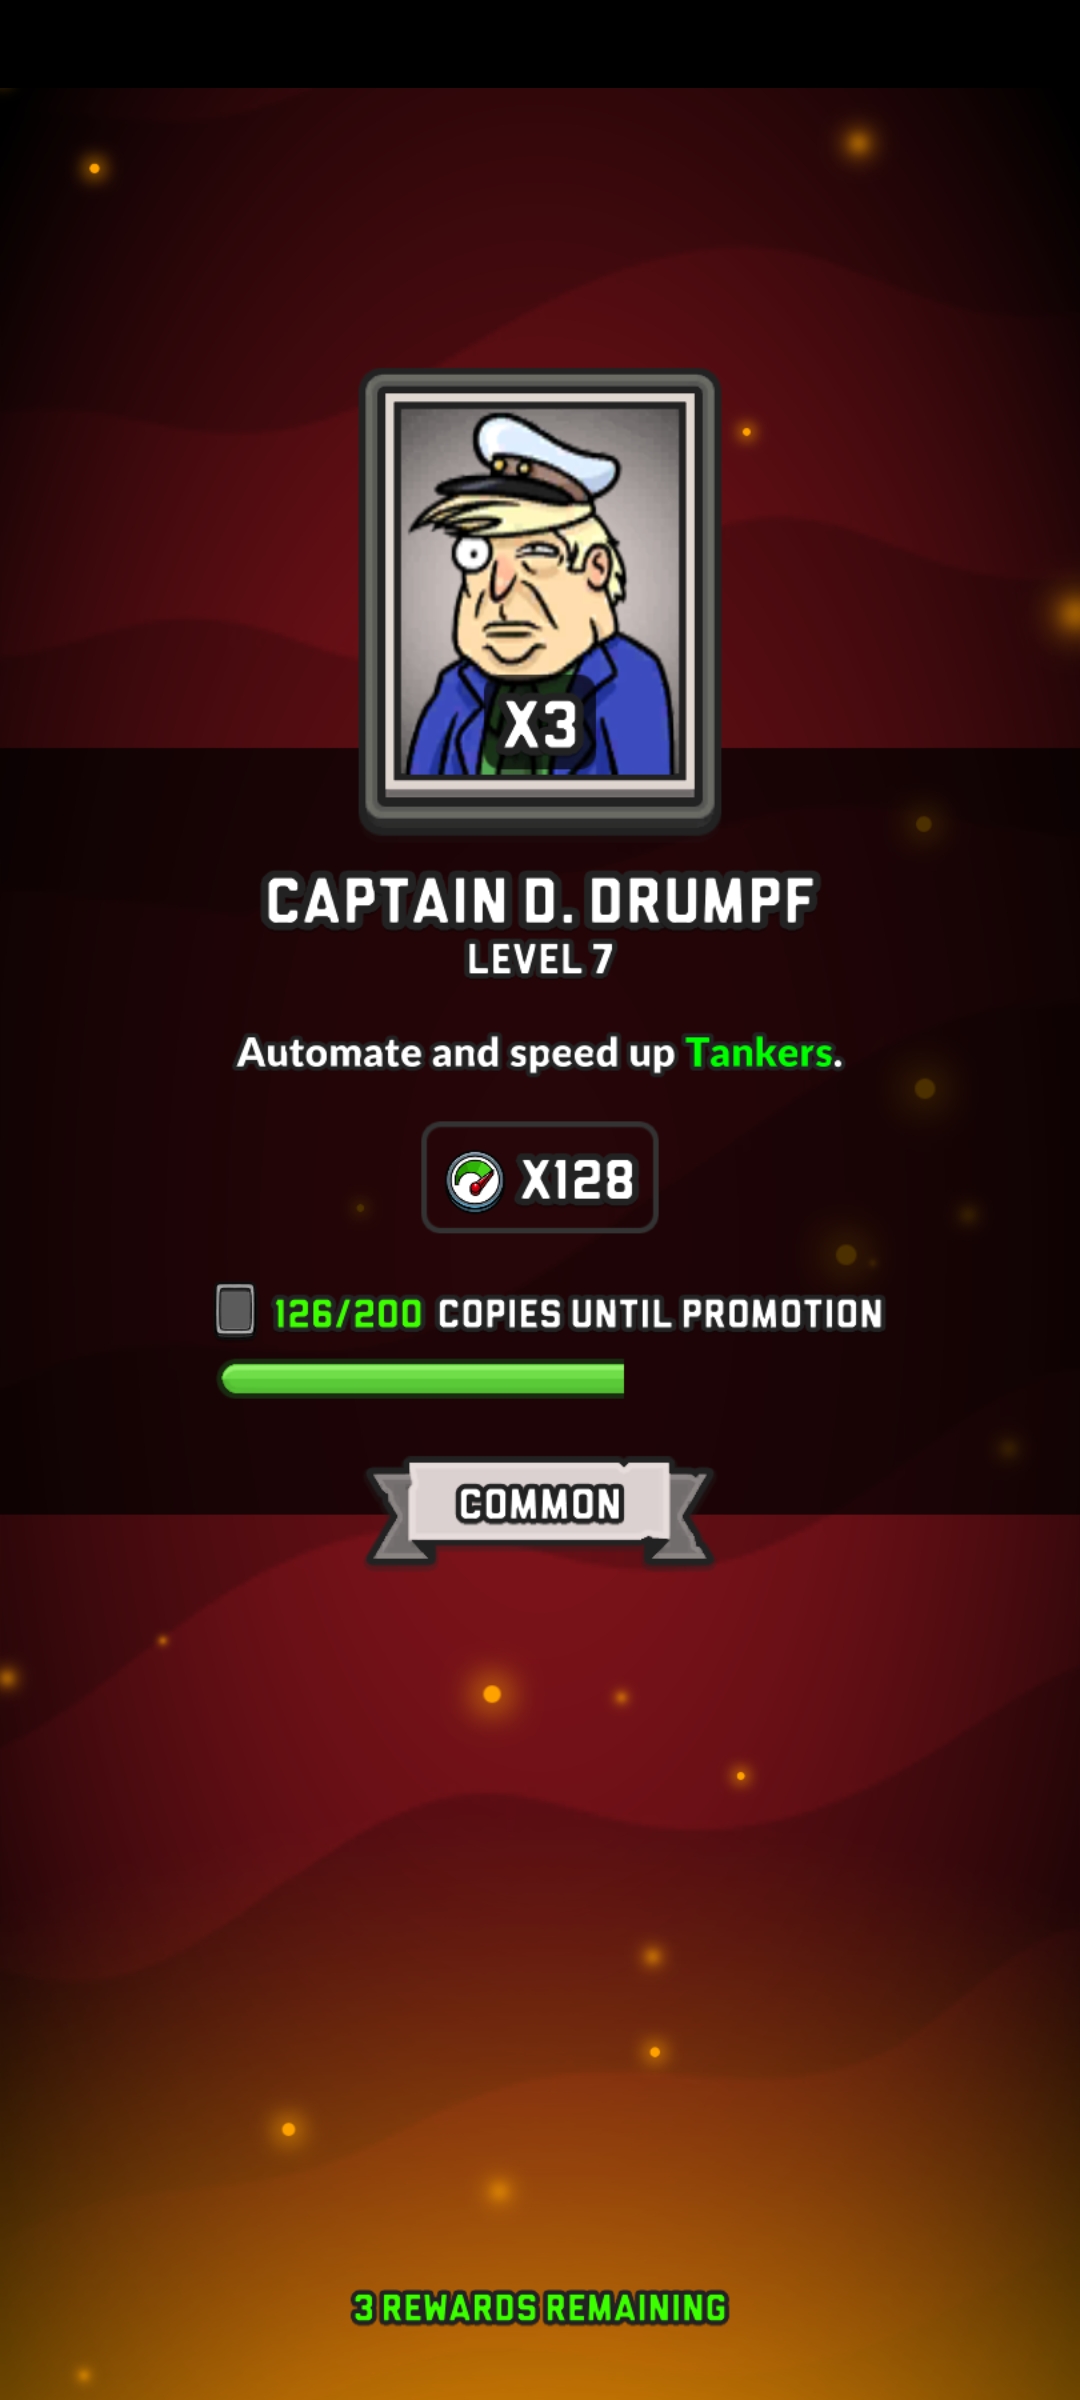 X3
CAPTAIN D. DRUMPF
LEVEL 7
Automate and speed up Tankers.
X128
126/200 COPIES UNTIL PROMOTION
COMMON
3 REWARDS REMAINING